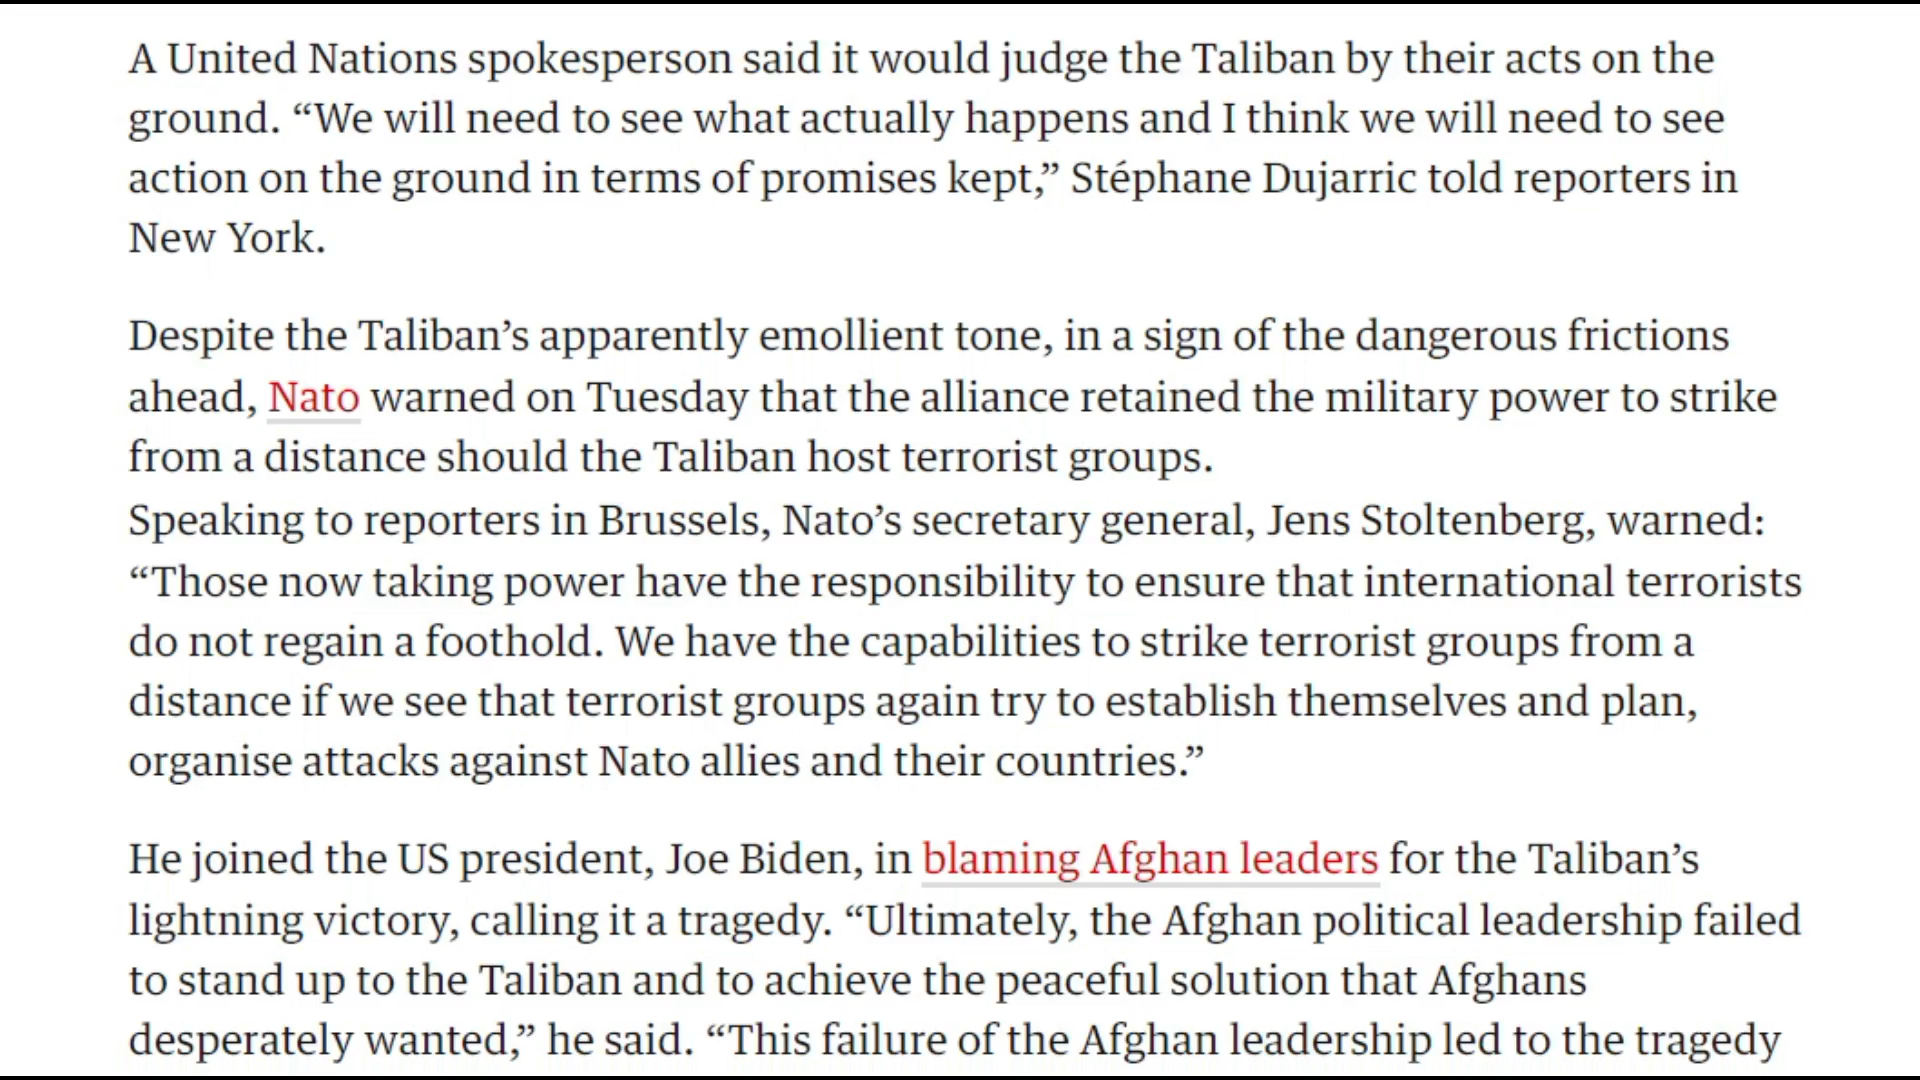 A United Nations spokesperson said it would judge the Taliban by their acts on the
ground. “We will need to see what actually happens and I think we will need to see
action on the ground in terms of promises kept,” Stéphane Dujarric told reporters in
New York.
Despite the Taliban’s apparently emollient tone, in a sign of the dangerous frictions
ahead, Nato warned on Tuesday that the alliance retained the military power to strike
from a distance should the Taliban host terrorist groups.
Speaking to reporters in Brussels, Nato’s secretary general, Jens Stoltenberg, warned:
“Those now taking power have the responsibility to ensure that international terrorists
do not regain a foothold. We have the capabilities to strike terrorist groups from a
distance if we see that terrorist groups again try to establish themselves and plan,
organise attacks against Nato allies and their countries.”
He joined the US president, Joe Biden, in blaming Afghan leaders for the Taliban’s
lightning victory, calling it a tragedy. “Ultimately, the Afghan political leadership failed
to stand up to the Taliban and to achieve the peaceful solution that Afghans
desperately wanted,” he said. “This failure of the Afghan leadership led to the tragedy